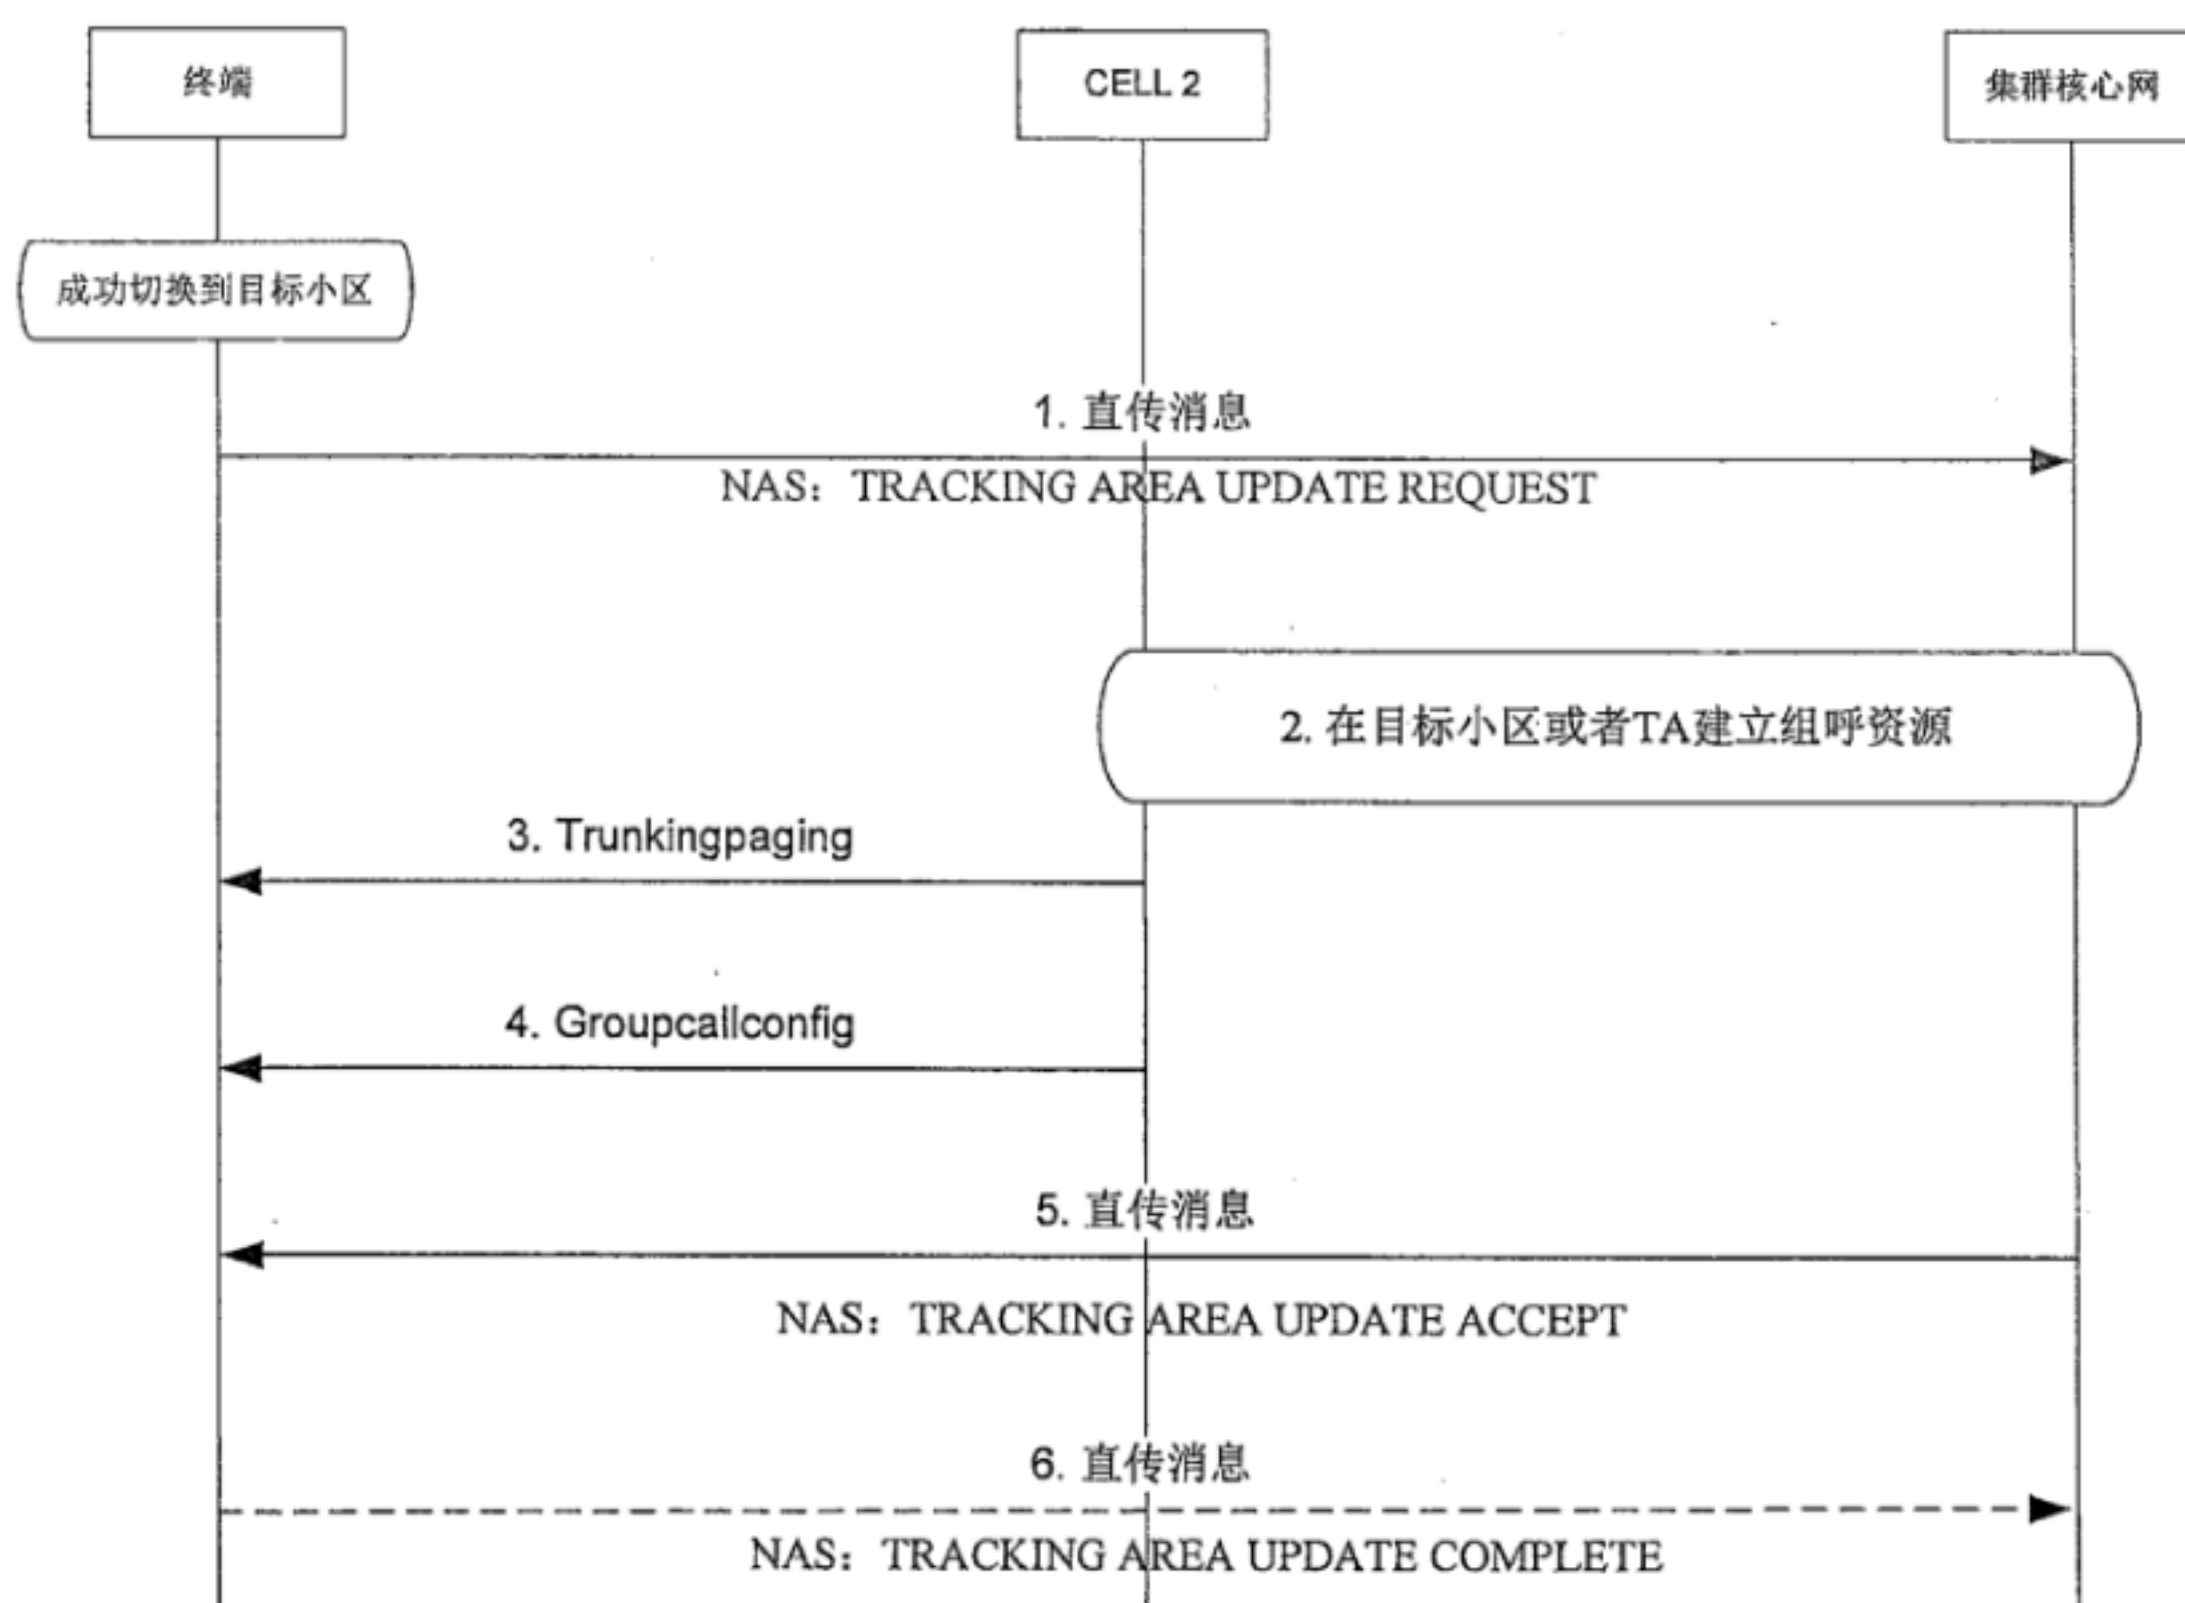 终端
CELL 2
集群核心网
成功切换到目标小区
1. 直传消息
NAS：TRACKING AREA UPDATE REQUEST
2. 在目标小区或者TA建立组呼资源
3. Trunkingpaging
4. Groupcallconfig
5. 直传消息
NAS：TRACKING AREA UPDATE ACCEPT
6. 直传消息
NAS：TRACKING AREA UPDATE COMPLETE